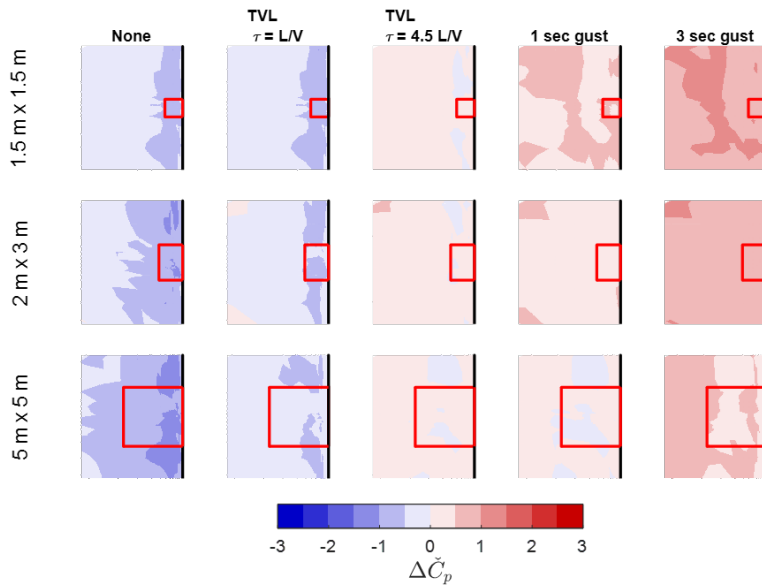 TVL TVL
None τ = L/V τ = 4.5 L/V 1 sec gust 3 sec gust
1.5 m x 1.5 m
2 m x 3 m
5 m x 5 m
-3 -2 -1 0 1 2 3
ΔČₚ